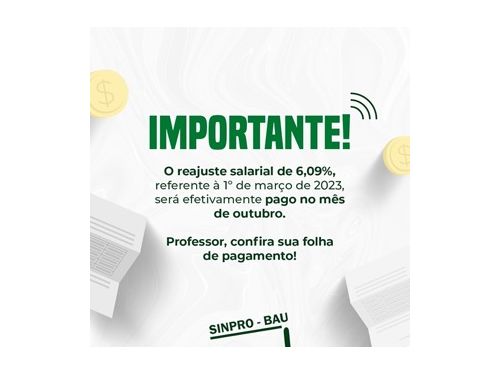 IMPORTANTE!
O reajuste salarial de 6,09%,
referente à 1º de março de 2023,
será efetivamente pago no mês
de outubro.
Professor, confira sua folha
de pagamento!
SINPRO - BAU